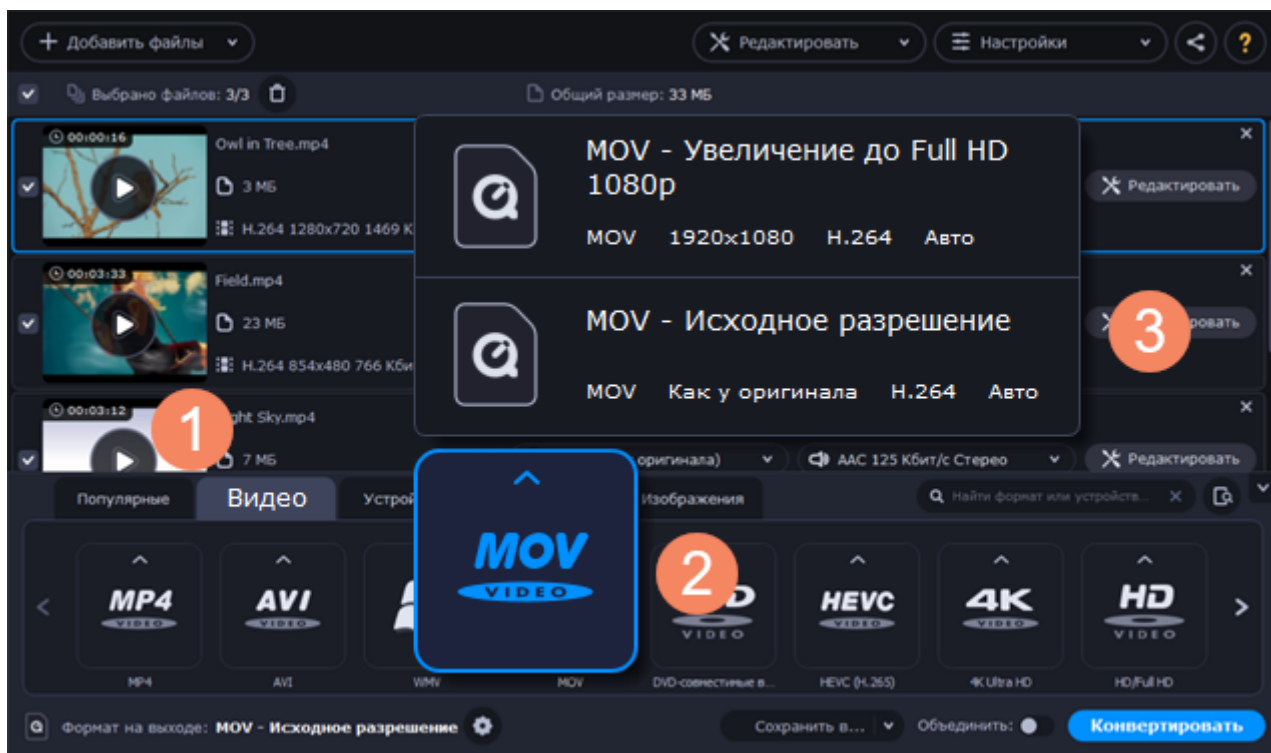 Добавить файлы
Редактировать
Настройки
?
Выбрано файлов: 3/3
Общий размер: 33 МБ
00:00:16
Owl in Tree.mp4
3 МБ
H.264 1280x720 1469 К
Редактировать
MOV - Увеличение до Full HD
1080p
MOV 1920x1080 H.264 Авто
00:03:33
Field.mp4
23 МБ
H.264 854x480 766 Кби
3
MOV - Исходное разрешение
MOV Как у оригинала H.264 Авто
00:03:12
1
ght Sky.mp4
7 МБ
оригинала)
AAC 125 Кбит/с Стерео
Редактировать
Популярные
Видео
Устрой
Изображения
Найти формат или устройств...
MP4 VIDEO
AVI VIDEO
MOV VIDEO
2
VIDEO
HEVC VIDEO
4K VIDEO
HD VIDEO
MP4
AVI
WMV
MOV
DVD-совместимые в...
HEVC (H.265)
4K Ultra HD
HD/Full HD
Формат на выходе: MOV - Исходное разрешение
Сохранить в...
Объединить:
Конвертировать